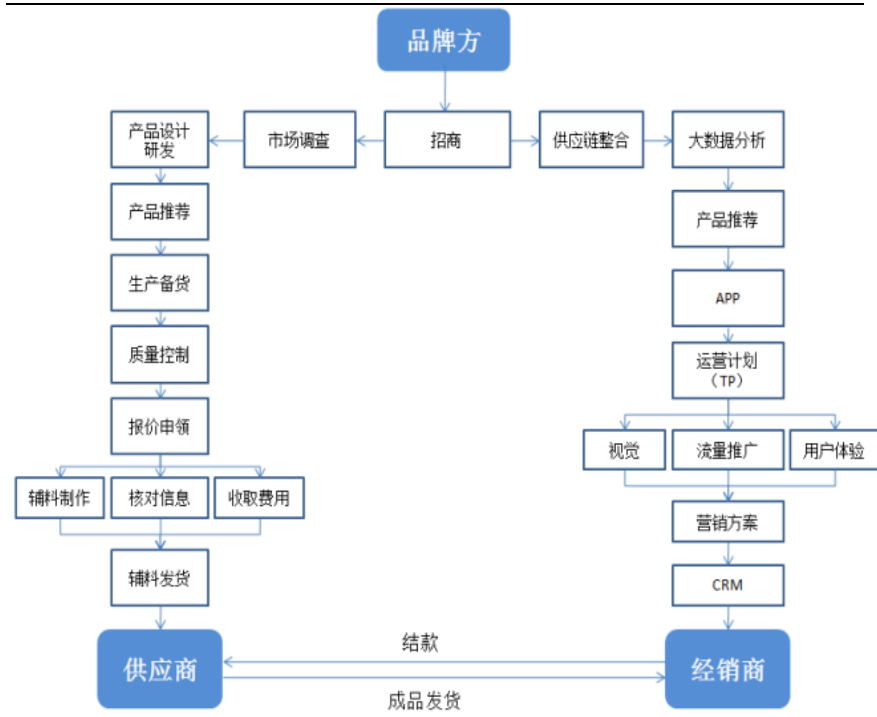 品牌方
产品设计
研发
市场调查
招商
供应链整合
大数据分析
产品推荐
产品推荐
生产备货
APP
质量控制
运营计划
（TP）
报价申领
视觉
流量推广
用户体验
辅料制作
核对信息
收取费用
营销方案
辅料发货
CRM
结款
供应商
经销商
成品发货